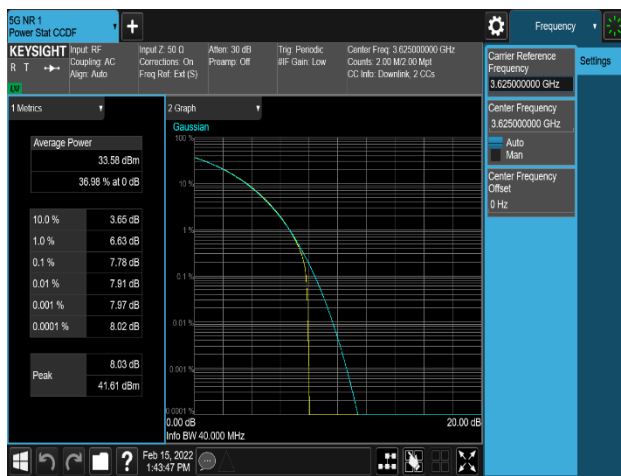 5G NR 1
Power Stat CCDF
Frequency
KEYSIGHT
R T
Input: RF
Coupling: AC
Align: Auto
Input Z: 50 Ω
Corrections: On
Freq Ref: Ext (S)
Atten: 30 dB
Preamp: Off
Trig: Periodic
#IF Gain: Low
Center Freq: 3.625000000 GHz
Counts: 2.00 M/2.00 Mpt
CC Info: Downlink, 2 CCs
1 Metrics
Average Power
33.58 dBm
36.98 % at 0 dB
10.0 % 3.65 dB
1.0 % 6.63 dB
0.1 % 7.78 dB
0.01 % 7.91 dB
0.001 % 7.97 dB
0.0001 % 8.02 dB
Peak
8.03 dB
41.61 dBm
2 Graph
Gaussian
100 %
10 %
1 %
0.1 %
0.01 %
0.001 %
0.0001 %
0.00 dB
20.00 dB
Info BW 40.000 MHz
Carrier Reference
Frequency
3.625000000 GHz
Center Frequency
3.625000000 GHz
Auto
Man
Center Frequency
Offset
0 Hz
Settings
?
Feb 15, 2022
1:43:47 PM